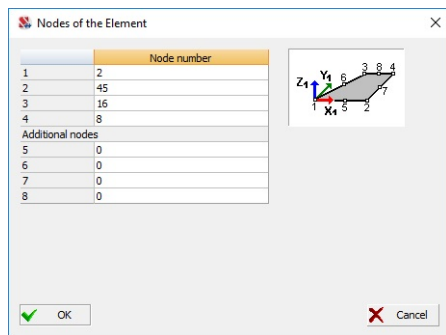 Nodes of the Element
Node number
1 2
2 45
3 16
4 8
Additional nodes
5 0
6 0
7 0
8 0
Z1 Y1 3 8 4
6 7
1 X1 5 2
OK Cancel